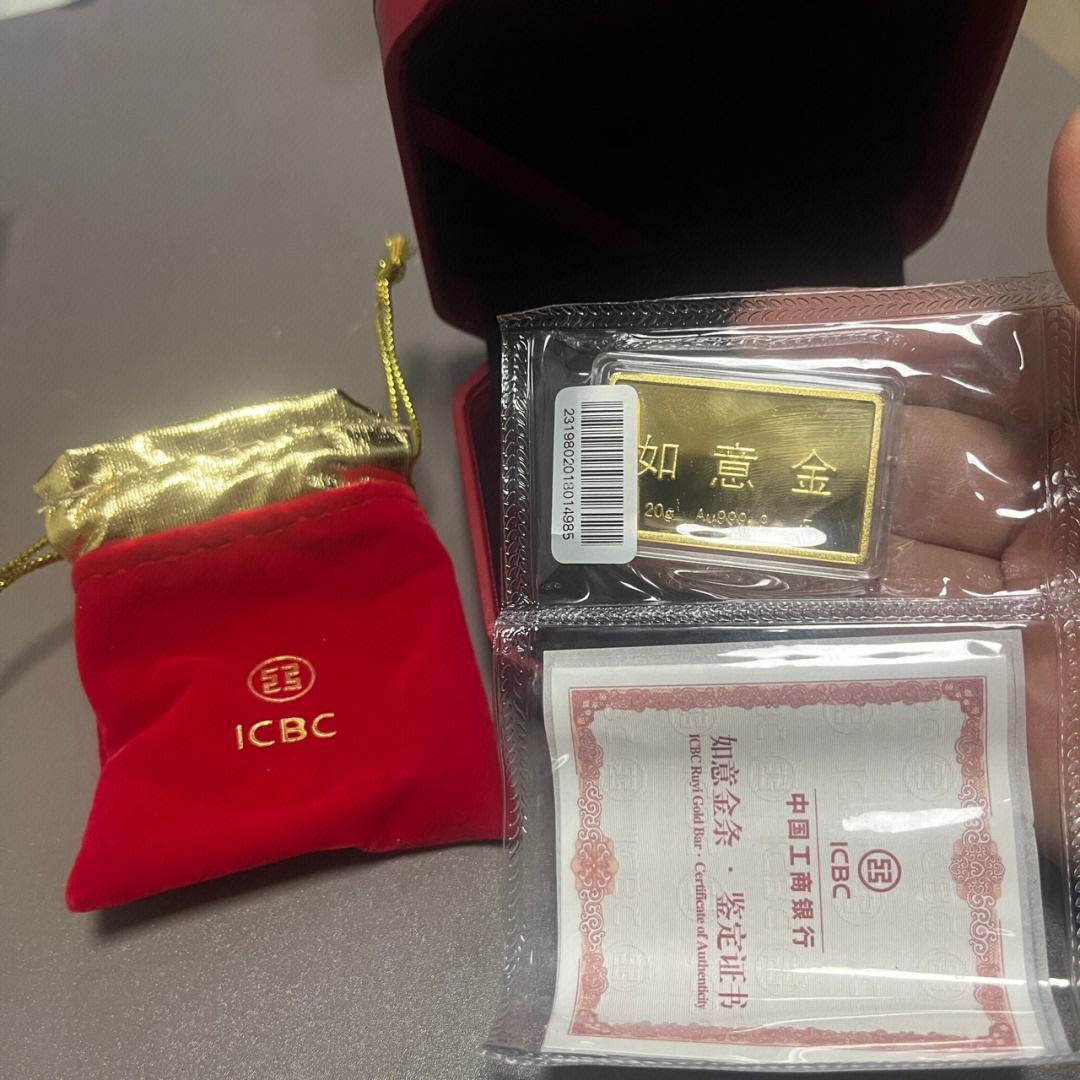 ICBC
2319802018014985
如意金
20g Au999.9
中国工商银行
ICBC
如意金条·鉴定证书
ICBC Ruyi Gold Bar · Certificate of Authenticity